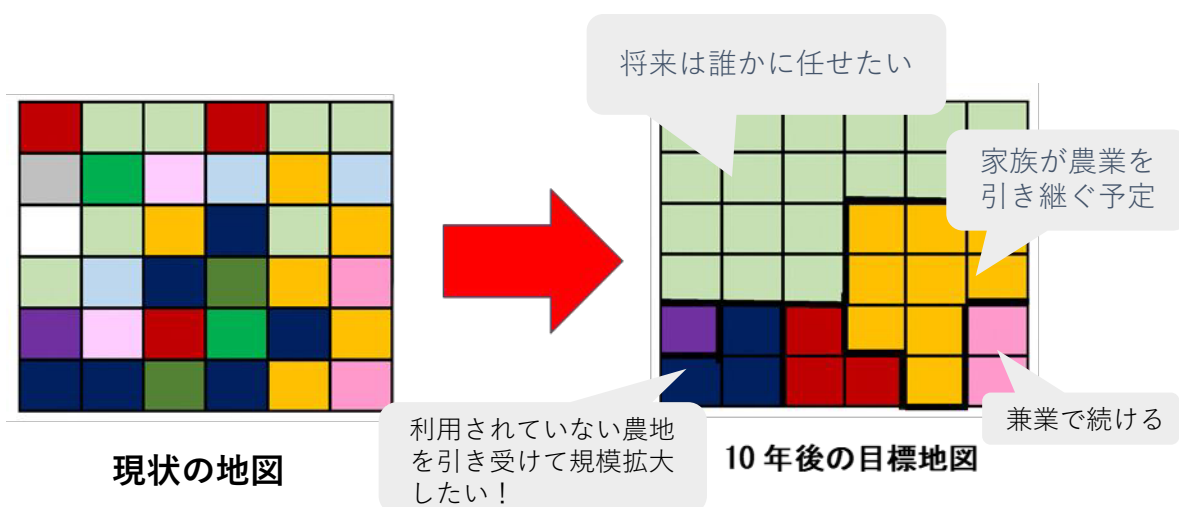 将来は誰かに任せたい
家族が農業を
引き継ぐ予定
利用されていない農地
を引き受けて規模拡大
したい！
兼業で続ける
現状の地図
10年後の目標地図